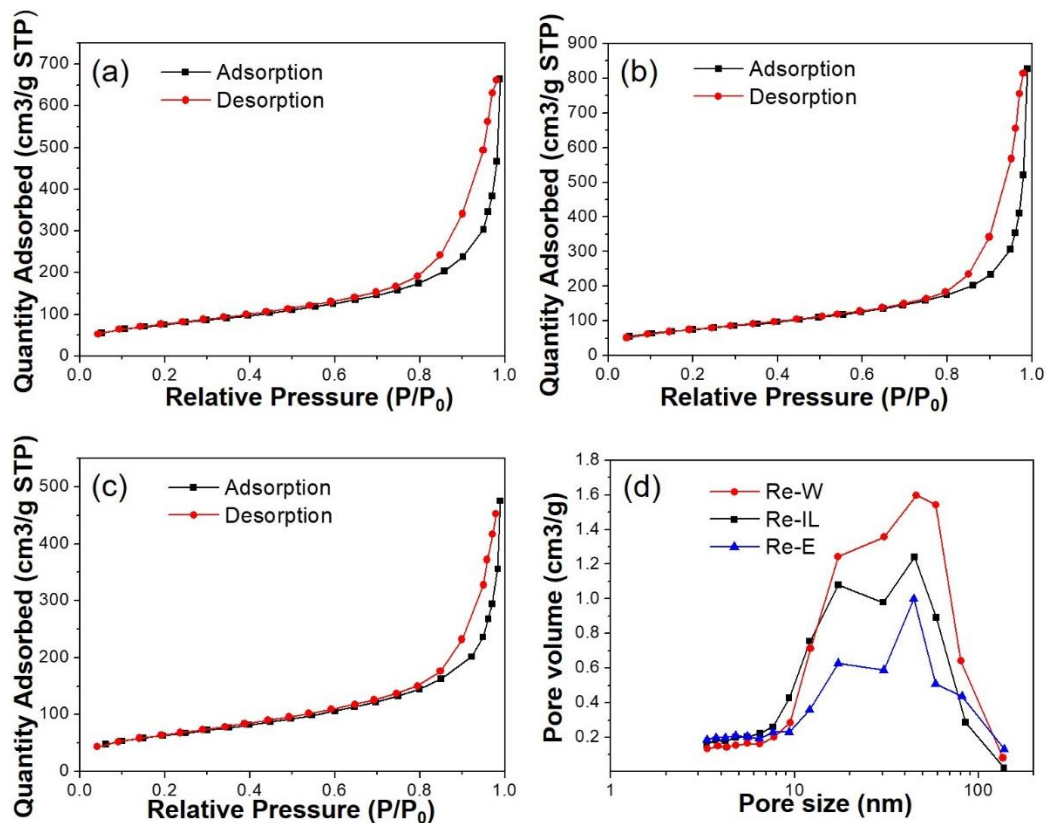 (a)
Adsorption
Desorption
Quantity Adsorbed (cm3/g STP)
700
600
500
400
300
200
100
0
0.0 0.2 0.4 0.6 0.8 1.0
Relative Pressure (P/P0)
(b)
Adsorption
Desorption
Quantity Adsorbed (cm3/g STP)
900
800
700
600
500
400
300
200
100
0
0.0 0.2 0.4 0.6 0.8 1.0
Relative Pressure (P/P0)
(c)
Adsorption
Desorption
Quantity Adsorbed (cm3/g STP)
500
400
300
200
100
0
0.0 0.2 0.4 0.6 0.8 1.0
Relative Pressure (P/P0)
(d)
Re-W
Re-IL
Re-E
Pore volume (cm3/g)
1.8
1.6
1.4
1.2
1.0
0.8
0.6
0.4
0.2
1 10 100
Pore size (nm)